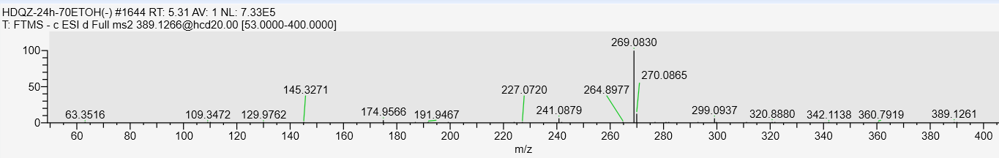 HDQZ-24h-70ETOH(-) #1644 RT: 5.31 AV: 1 NL: 7.33E5
T: FTMS - c ESI d Full ms2 389.1266@hcd20.00 [53.0000-400.0000]
269.0830
100
270.0865
145.3271 227.0720 264.8977
50
63.3516 109.3472 129.9762 174.9566 191.9467 241.0879 299.0937 320.8880 342.1138 360.7919 389.1261
0
60 80 100 120 140 160 180 200 220 240 260 280 300 320 340 360 380 400
m/z